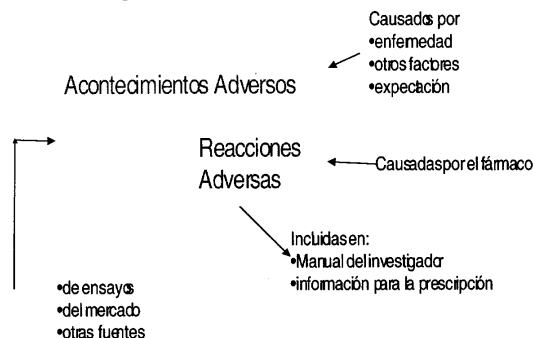 Causados por
•enfermedad
•otros factores
•expectación
Acontecimientos Adversos
Reacciones
Adversas
Causadas por el fármaco
Incluidas en:
•Manual del investigador
•información para la prescripción
•de ensayos
•del mercado
•otras fuentes